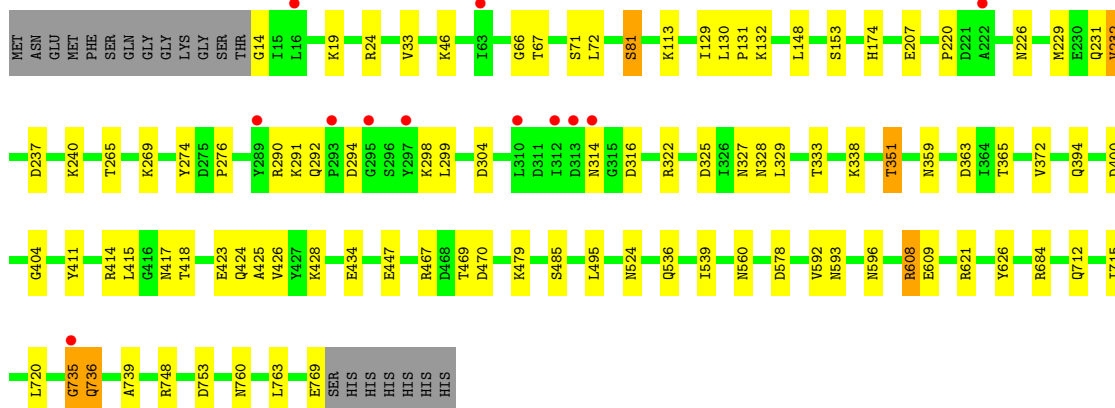 MET ASN GLU MET PHE SER GLN GLY GLY LYS GLY SER THR G14 I15 L16 K19 R24 V33 K46 I63 G66 T67 S71 L72 S81 K113 I129 L130 P131 K132 L148 S153 H174 E207 P220 D221 A222 N226 M229 E230 Q231
D237 K240 T265 K269 Y274 D275 P276 Y289 R290 K291 Q292 P293 D294 G295 S296 Y297 K298 L299 D304 L310 D311 I312 D313 N314 G315 D316 R322 D325 I326 N327 N328 L329 T333 K338 T351 N359 D363 I364 T365 V372 Q394
G404 Y411 R414 L415 G416 N417 T418 E423 Q424 A425 V426 Y427 K428 E434 E447 R467 D468 T469 D470 K479 S485 L495 N524 Q536 I539 N560 D578 V592 N593 N596 R608 E609 R621 Y626 R684 Q712
L720 G735 Q736 A739 R748 D753 N760 L763 E769 SER HIS HIS HIS HIS HIS HIS